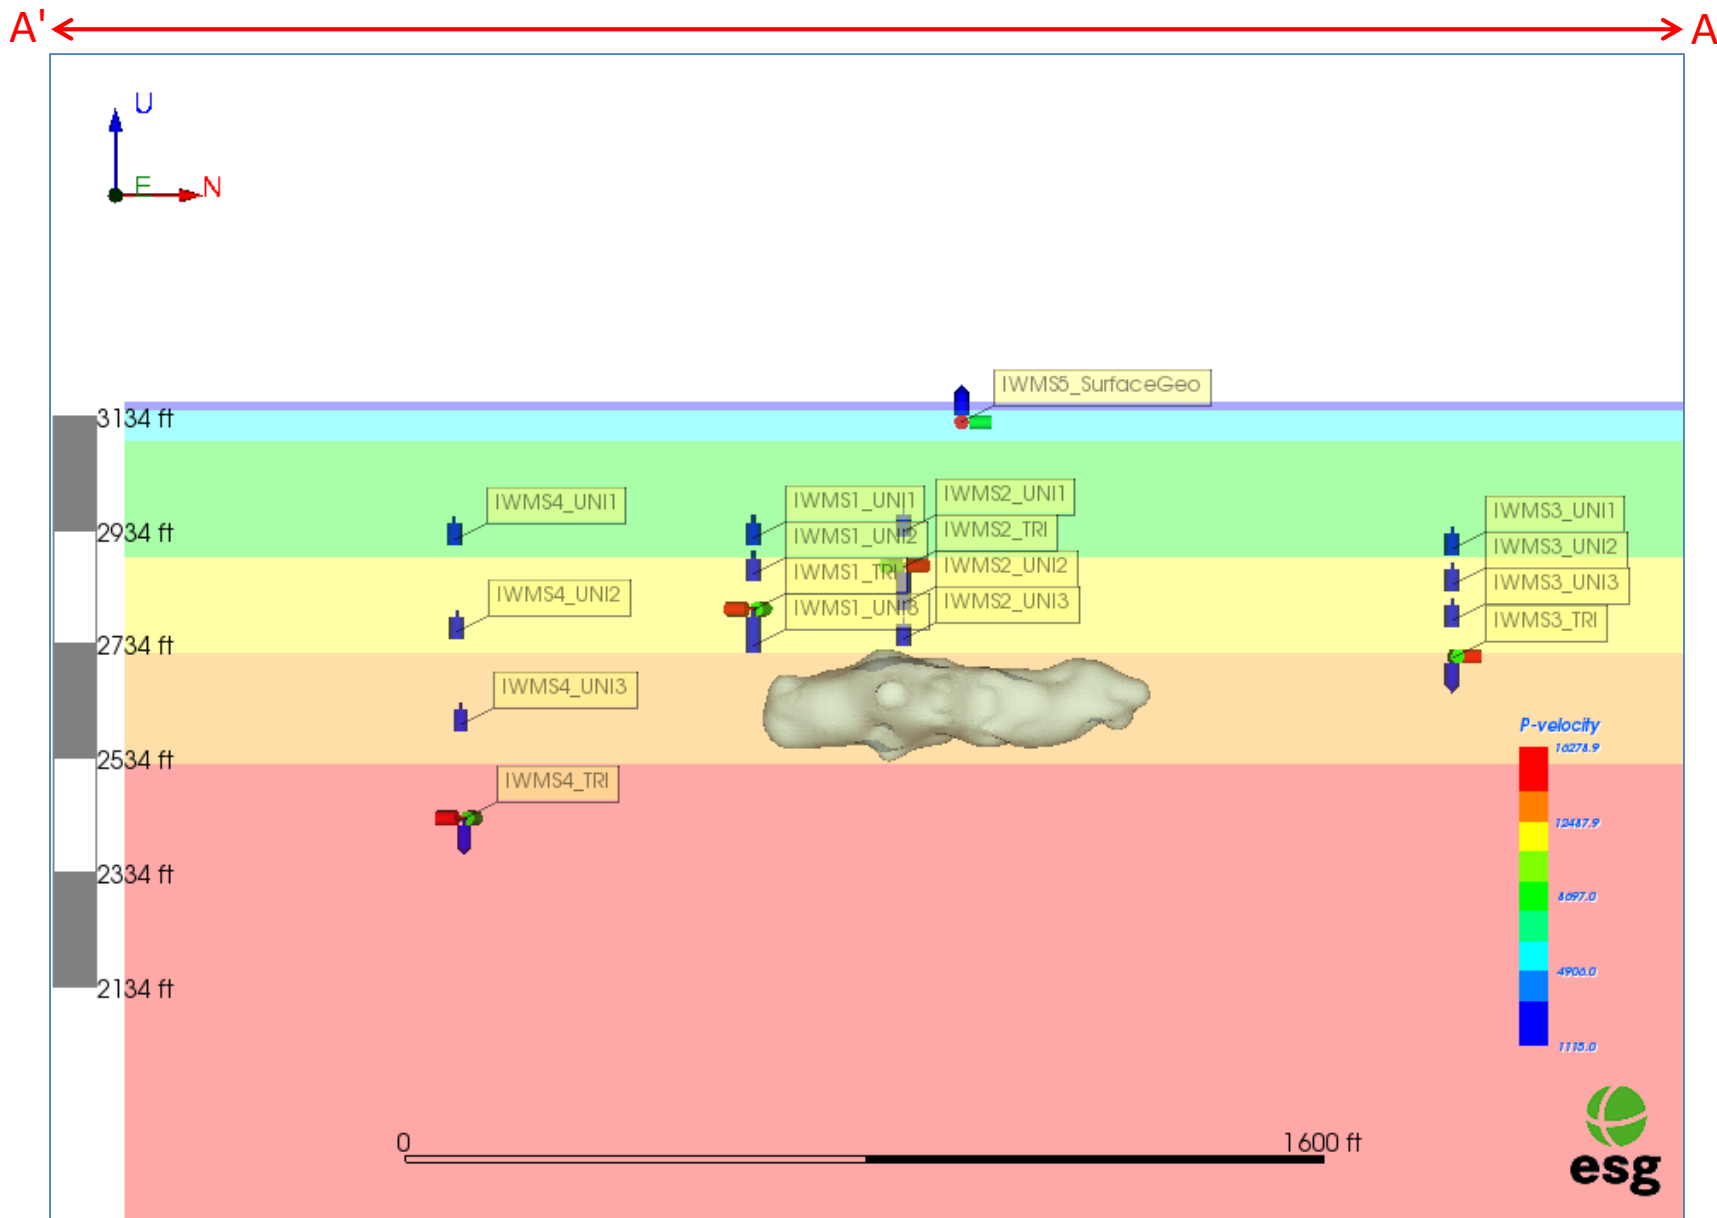 A' A
U
E N
IWMS5_SurfaceGeo
3134 ft
IWMS4_UNI1
IWMS1_UNI1
IWMS2_UNI1
IWMS3_UNI1
2934 ft
IWMS1_UNI2
IWMS2_TRI
IWMS3_UNI2
IWMS1_TRI
IWMS2_UNI2
IWMS3_UNI3
IWMS4_UNI2
IWMS1_UNI3
IWMS2_UNI3
IWMS3_TRI
2734 ft
IWMS4_UNI3
P-velocity
16278.9
2534 ft
IWMS4_TRI
12487.9
2334 ft
8697.0
4906.0
2134 ft
1115.0
0 1600 ft
esg